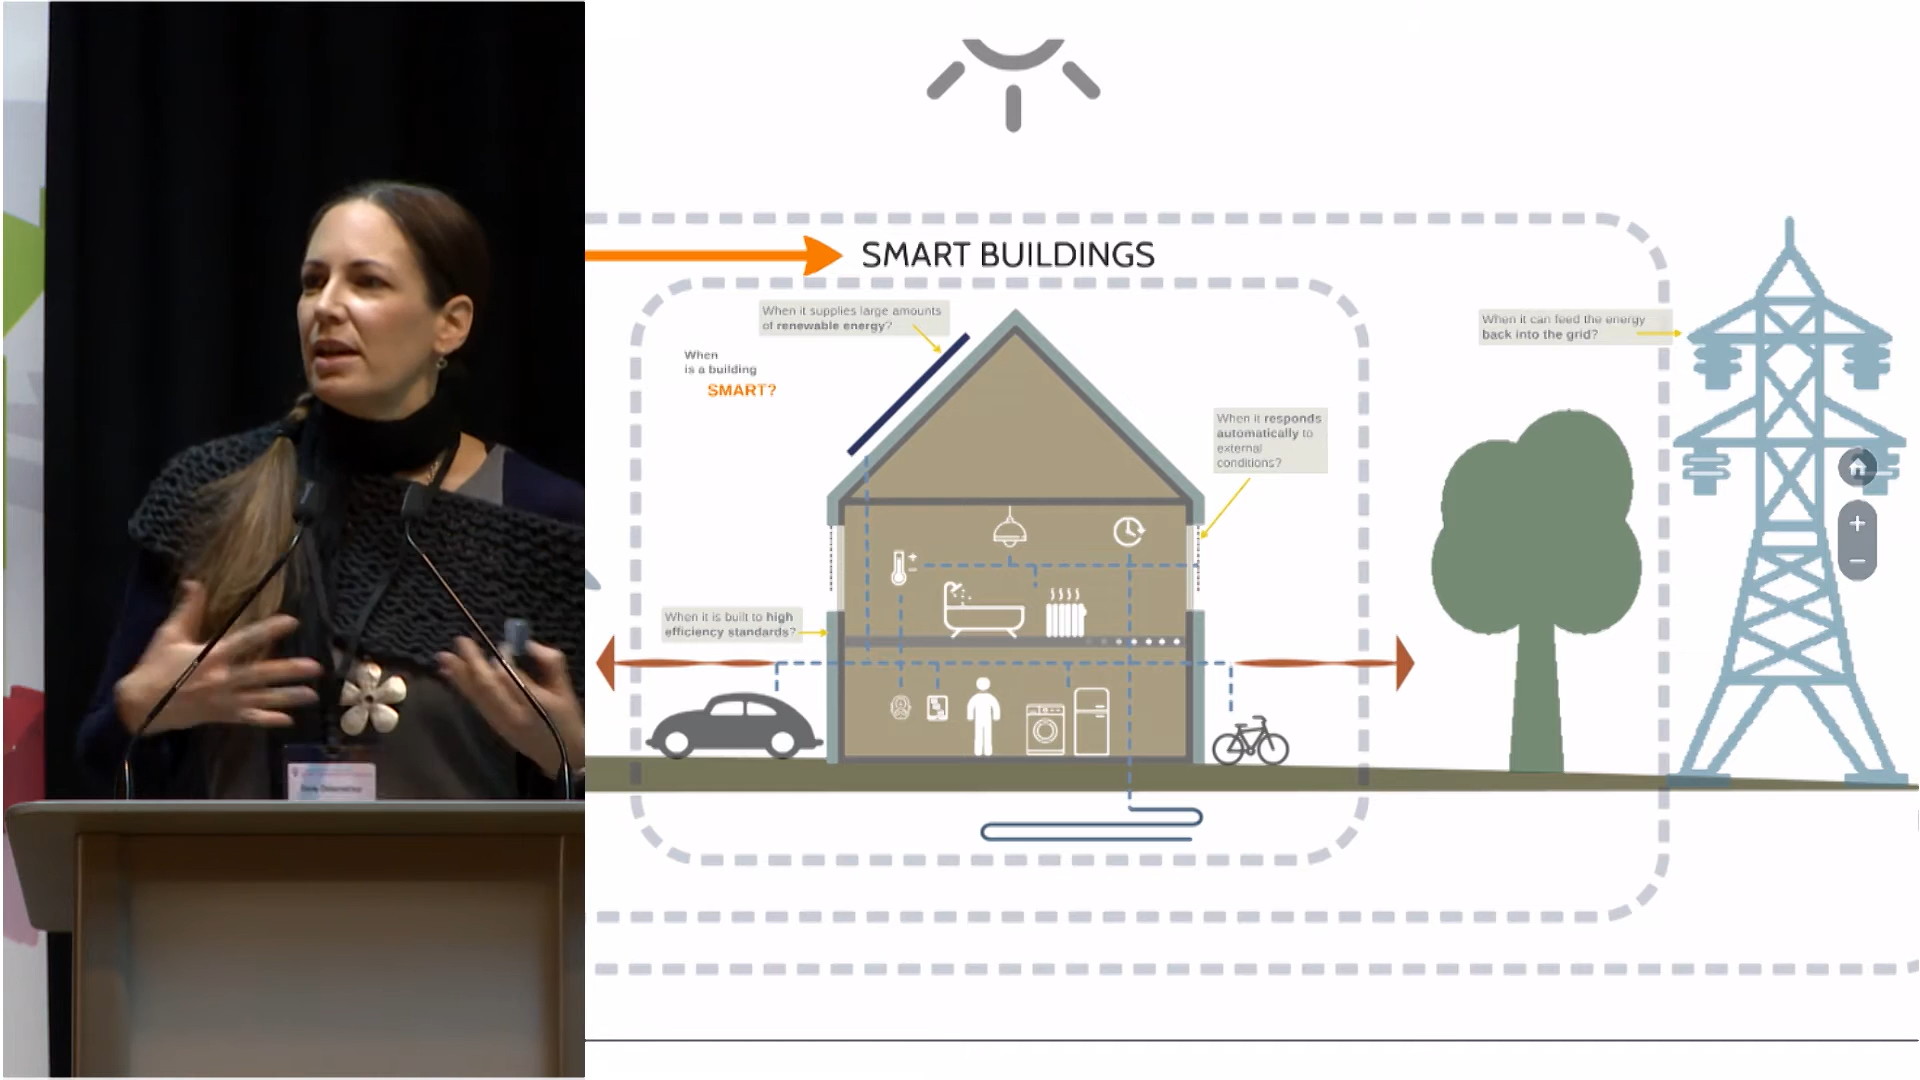 SMART BUILDINGS
When it supplies large amounts
of renewable energy?
When
is a building
SMART?
When it can feed the energy
back into the grid?
When it responds
automatically to
external
conditions?
When it is built to high
efficiency standards?